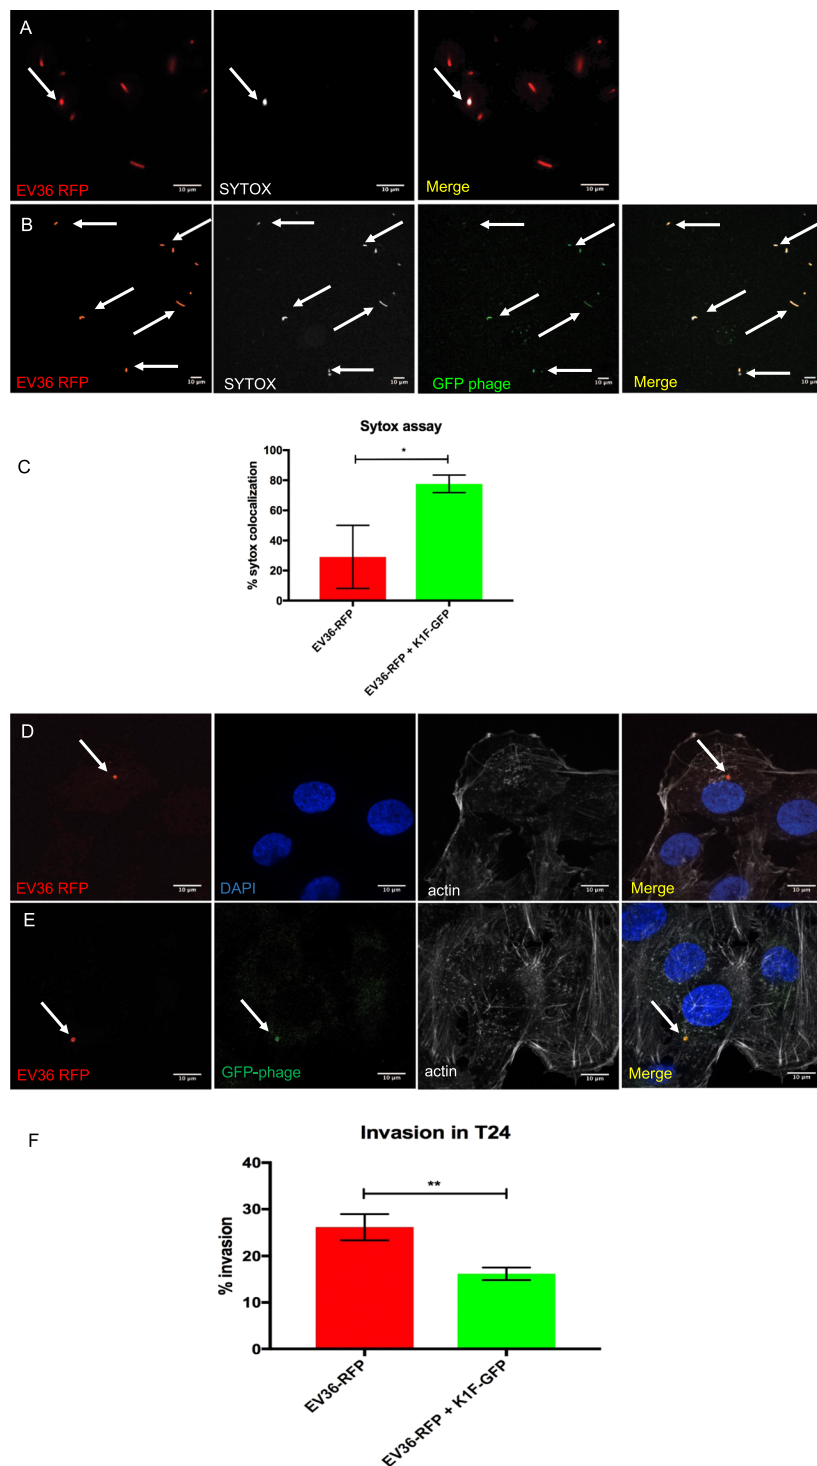 A
EV36 RFP
10 µm
SYTOX
10 µm
Merge
10 µm
B
EV36 RFP
10 µm
SYTOX
10 µm
GFP phage
10 µm
Merge
10 µm
Sytox assay
C
% sytox colocalization
100
80
60
40
20
0
*
EV36-RFP
EV36-RFP + K1F-GFP
D
EV36 RFP
10 µm
DAPI
10 µm
actin
10 µm
Merge
10 µm
E
EV36 RFP
10 µm
GFP-phage
10 µm
actin
10 µm
Merge
10 µm
F
Invasion in T24
% invasion
40
30
20
10
0
**
EV36-RFP
EV36-RFP + K1F-GFP